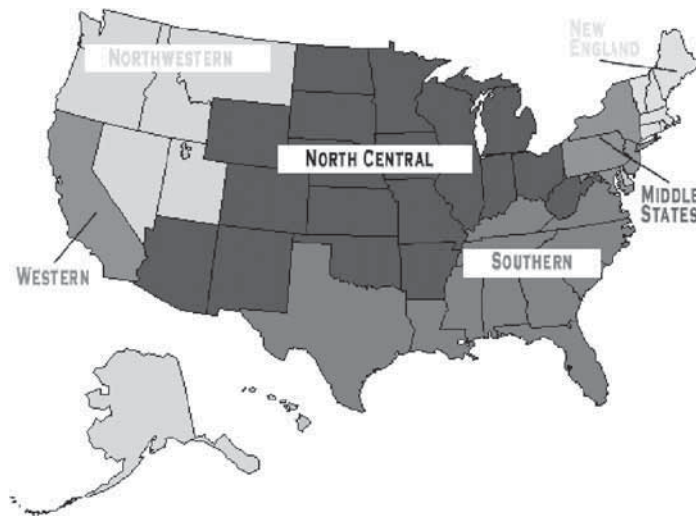 NEW
ENGLAND
NORTHWESTERN
NORTH CENTRAL
MIDDLE
STATES
WESTERN
SOUTHERN